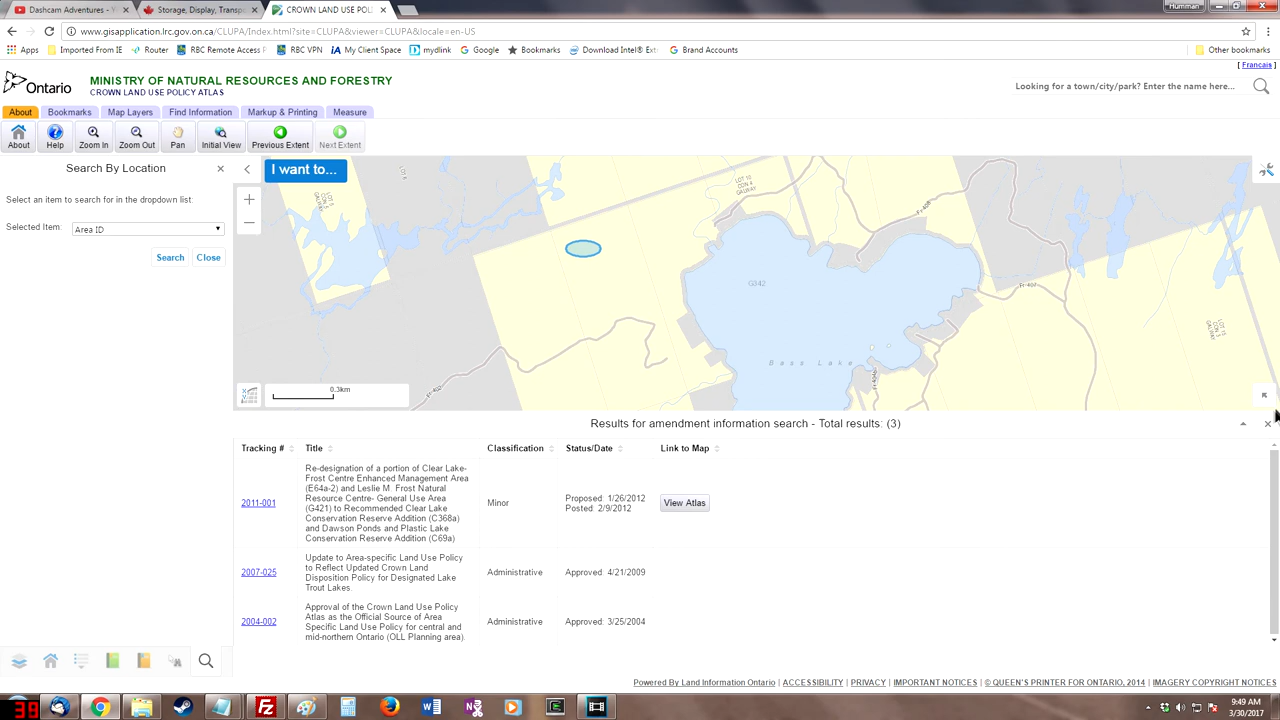 Dashcam Adventures -
Storage, Display, Transpo
CROWN LAND USE POLIC
Humman
www.gisapplication.lrc.gov.on.ca/CLUPA/Index.html?site=CLUPA&viewer=CLUPA&locale=en-US
Apps
Imported From IE
Router
RBC Remote Access
RBC VPN
My Client Space
mydlink
Google
Bookmarks
Download Intel® Ext
Brand Accounts
Other bookmarks
[ Francais ]
Ontario
MINISTRY OF NATURAL RESOURCES AND FORESTRY
CROWN LAND USE POLICY ATLAS
Looking for a town/city/park? Enter the name here...
About
Bookmarks
Map Layers
Find Information
Markup & Printing
Measure
About
Help
Zoom In
Zoom Out
Pan
Initial View
Previous Extent
Next Extent
Search By Location
I want to...
Select an item to search for in the dropdown list:
Selected Item:
Area ID
Search
Close
LOT 10
CON 4
GALWAY
G342
Bass Lake
0.3km
Results for amendment information search - Total results: (3)
Tracking #
Title
Classification
Status/Date
Link to Map
2011-001
Re-designation of a portion of Clear Lake-
Frost Centre Enhanced Management Area
(E64a-2) and Leslie M. Frost Natural
Resource Centre- General Use Area
(G421) to Recommended Clear Lake
Conservation Reserve Addition (C368a)
and Dawson Ponds and Plastic Lake
Conservation Reserve Addition (C69a)
Minor
Proposed: 1/26/2012
Posted: 2/9/2012
View Atlas
2007-025
Update to Area-specific Land Use Policy
to Reflect Updated Crown Land
Disposition Policy for Designated Lake
Trout Lakes.
Administrative
Approved: 4/21/2009
2004-002
Approval of the Crown Land Use Policy
Atlas as the Official Source of Area
Specific Land Use Policy for central and
mid-northern Ontario (OLL Planning area).
Administrative
Approved: 3/25/2004
Powered By Land Information Ontario | ACCESSIBILITY | PRIVACY | IMPORTANT NOTICES | © QUEEN'S PRINTER FOR ONTARIO, 2014 | IMAGERY COPYRIGHT NOTICES
39
9:49 AM
3/30/2017